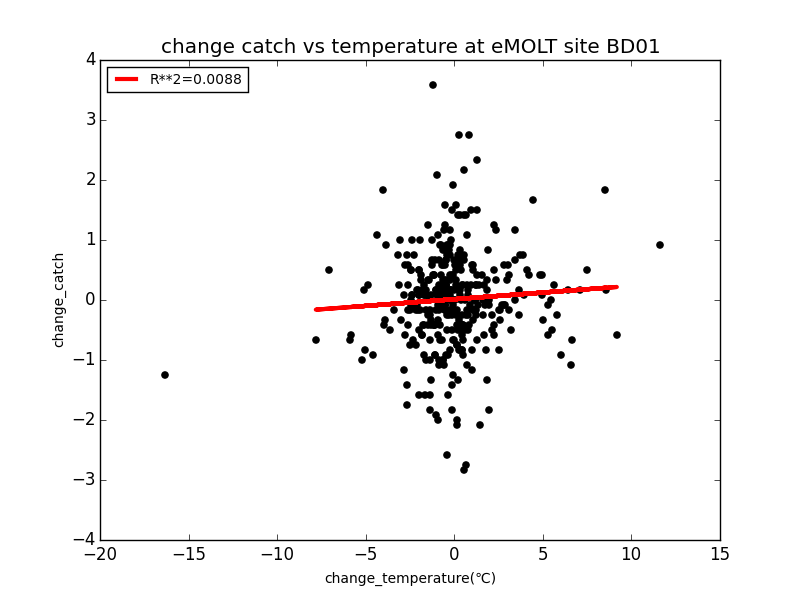 change catch vs temperature at eMOLT site BD01
R**2=0.0088
4
3
2
1
0
−1
−2
−3
−4
change_catch
−20 −15 −10 −5 0 5 10 15
change_temperature(℃)